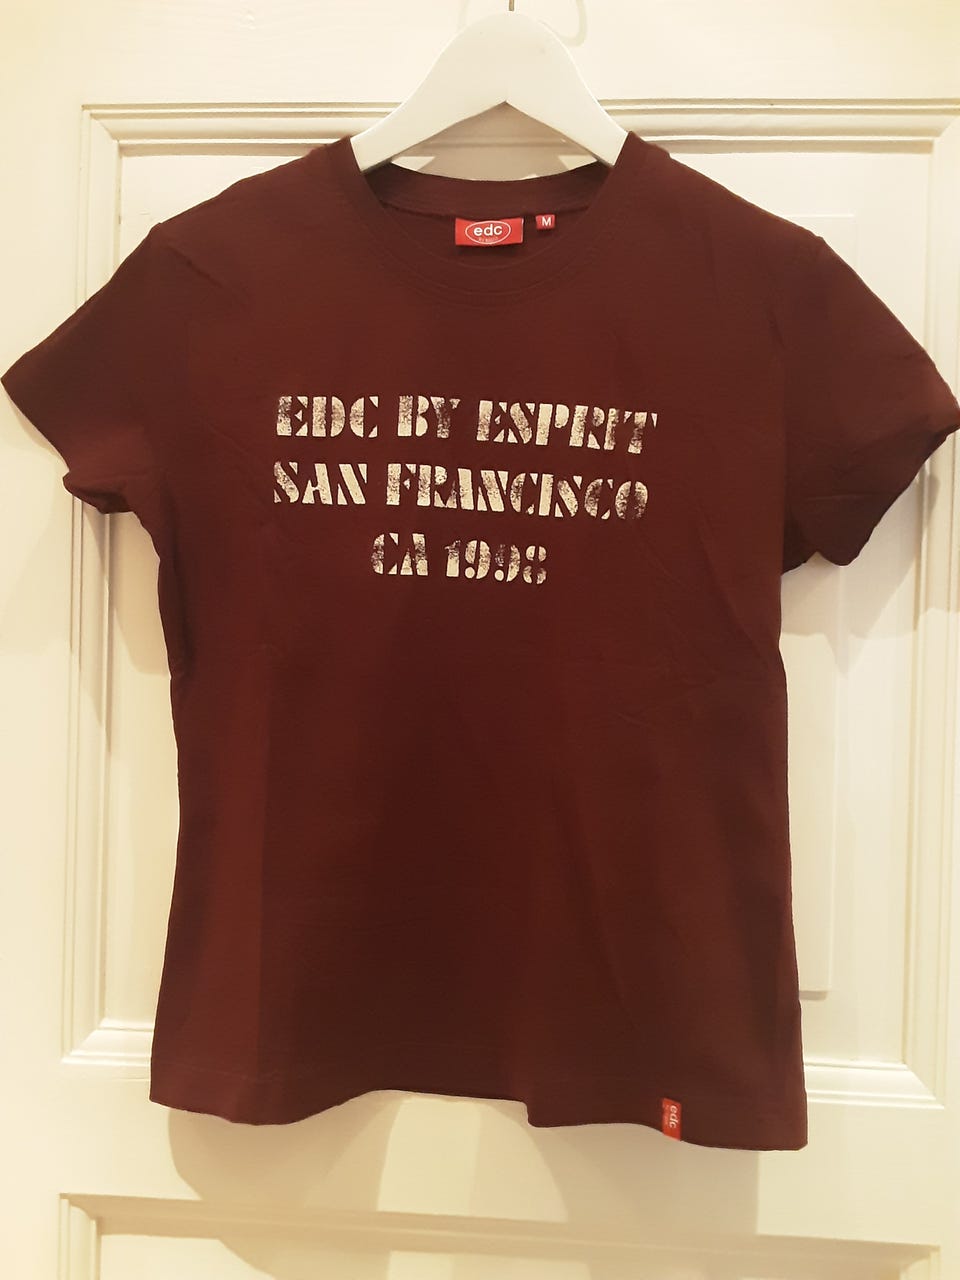 edc
M
EDC BY ESPRIT
SAN FRANCISCO
CA 1998
edc